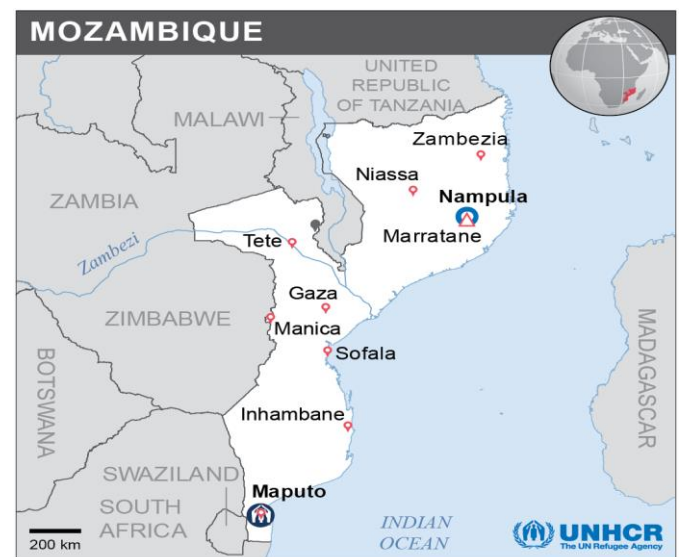 MOZAMBIQUE
UNITED
REPUBLIC
OF TANZANIA
MALAWI
Zambezia
Niassa
ZAMBIA
Nampula
Marratane
Tete
Zambezi
Gaza
ZIMBABWE
Manica
MADAGASCAR
Sofala
BOTSWANA
Inhambane
SWAZILAND
Maputo
SOUTH
AFRICA
INDIAN
OCEAN
200 km
UNHCR
The UN Refugee Agency